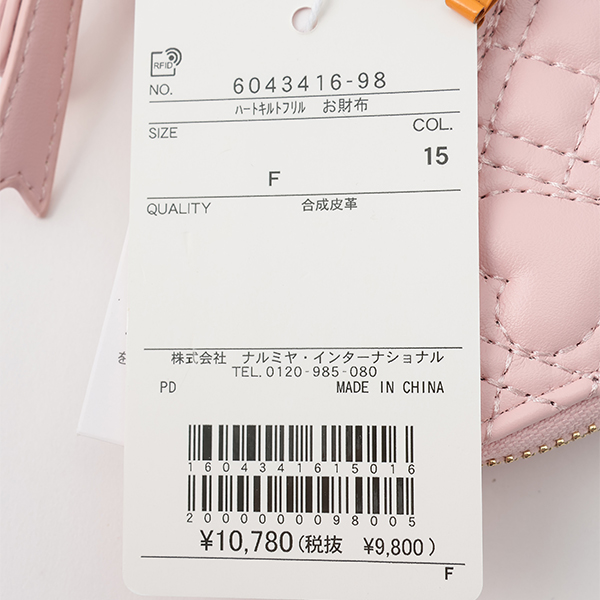 RFID
NO. 6043416-98
ハートキルトフリル お財布
SIZE COL.
15
F
QUALITY 合成皮革
株式会社 ナルミヤ・インターナショナル
TEL. 0120-985-080
PD MADE IN CHINA
1604341615016
2000000098005
¥10,780(税抜 ¥9,800)
F